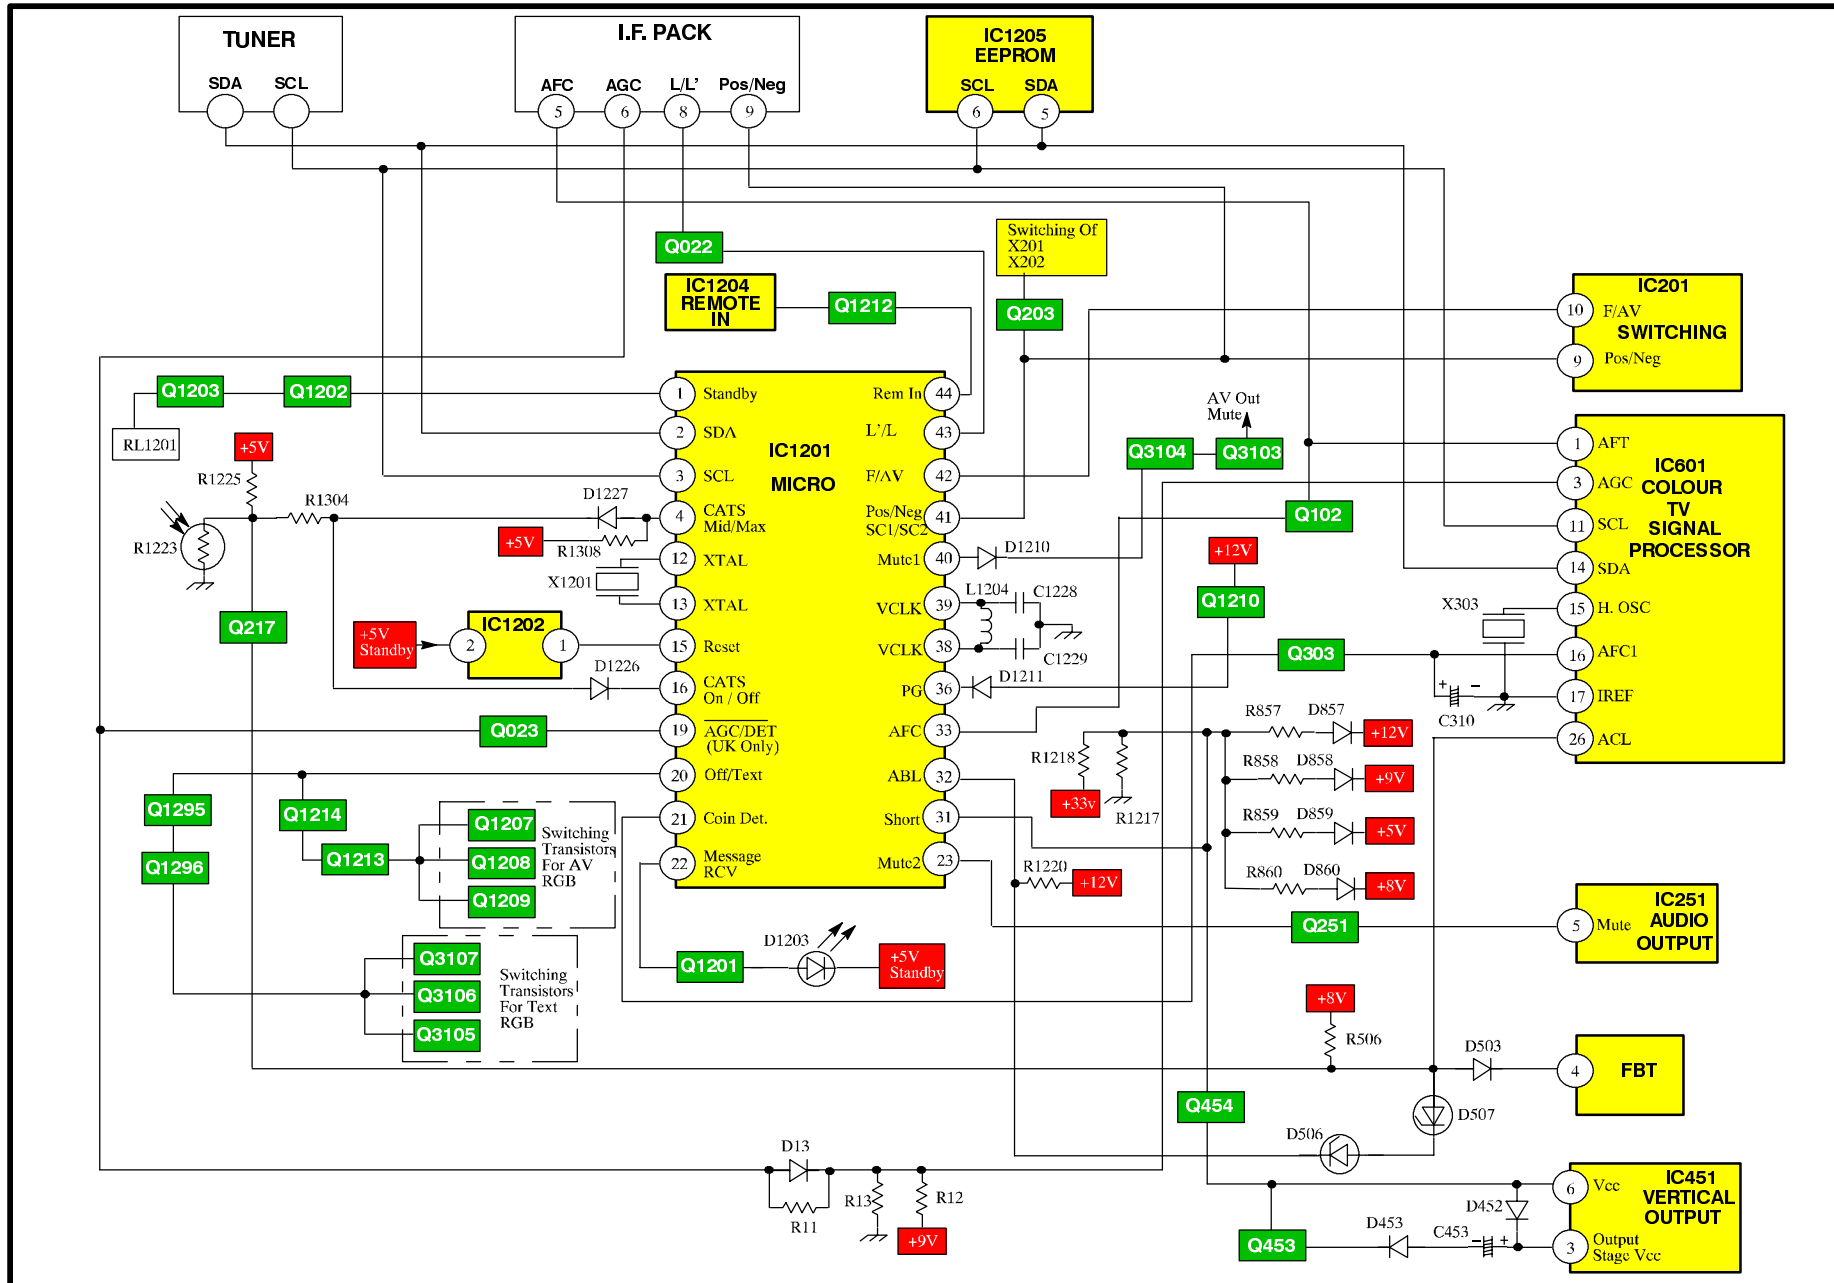 TUNER
SDA SCL
I.F. PACK
AFC AGC L/L' Pos/Neg
5 6 8 9
IC1205
EEPROM
SCL SDA
6 5
Q022
Switching Of
X201
X202
IC1204
REMOTE
IN
Q1212
Q203
IC201
10 F/AV
SWITCHING
9 Pos/Neg
Q1203
Q1202
RL1201
+5V
R1225
R1304
R1223
Q217
D1227
+5V
R1308
X1201
+5V
Standby
2
IC1202
1
D1226
Q023
IC1201
MICRO
1 Standby
2 SDA
3 SCL
4 CATS
Mid/Max
12 XTAL
13 XTAL
15 Reset
16 CATS
On / Off
19 AGC/DET
(UK Only)
20 Off/Text
21 Coin Det.
22 Message
RCV
Rem In 44
L'/L 43
F/AV 42
Pos/Neg 41
SC1/SC2
Mute1 40
VCLK 39
VCLK 38
PG 36
AFC 33
ABL 32
Short 31
Mute2 23
AV Out
Mute
Q3104
Q3103
D1210
Q102
+12V
Q1210
L1204
C1228
C1229
D1211
Q303
X303
+ -
C310
IC601
COLOUR
TV
SIGNAL
PROCESSOR
1 AFT
3 AGC
11 SCL
14 SDA
15 H. OSC
16 AFC1
17 IREF
26 ACL
R1218
+33v
R1217
R857 D857 +12V
R858 D858 +9V
R859 D859 +5V
R860 D860 +8V
R1220
+12V
Q1295
Q1296
Q1214
Q1213
Q1207
Q1208
Q1209
Switching
Transistors
For AV
RGB
Q3107
Q3106
Q3105
Switching
Transistors
For Text
RGB
Q1201
D1203
+5V
Standby
Q251
IC251
AUDIO
OUTPUT
5 Mute
+8V
R506
D503
4
FBT
D507
D506
Q454
D13
R11
R13
R12
+9V
Q453
D453
C453
- +
D452
IC451
VERTICAL
OUTPUT
6 Vcc
3 Output
Stage Vcc